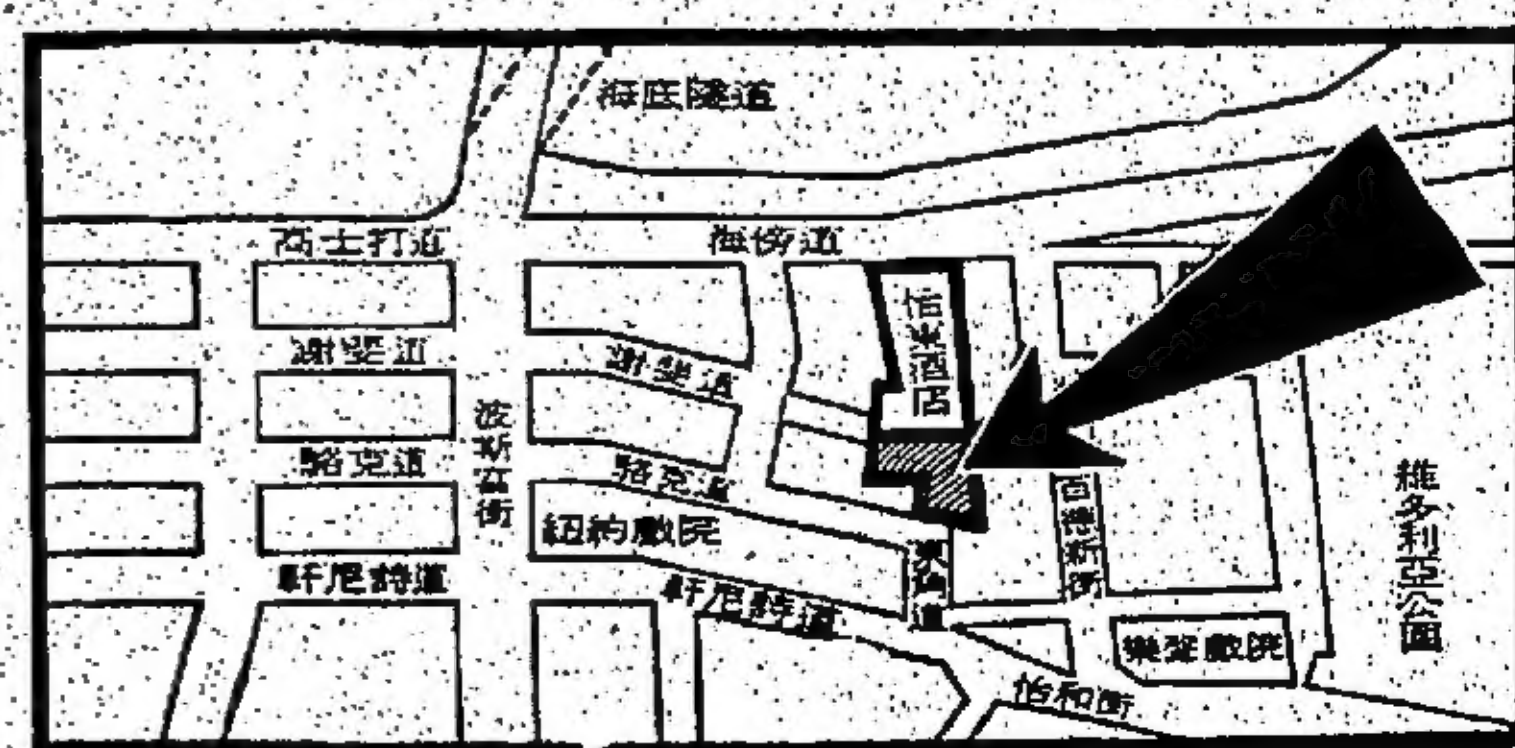 海底隧道
高士打道
海傍道
怡東酒店
謝斐道
謝斐道
波斯富街
駱克道
駱克道
紐約戲院
百德新街
維多利亞公園
軒尼詩道
軒尼詩道
樂聲戲院
怡和街